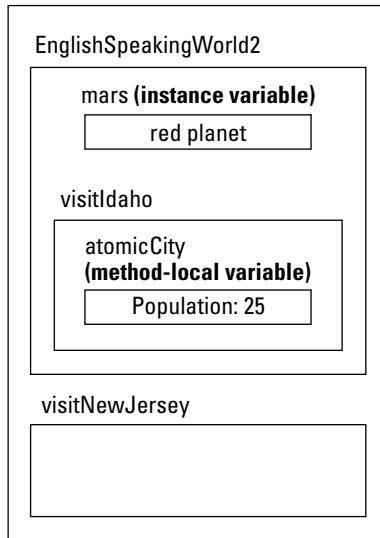 EnglishSpeakingWorld2
mars (instance variable)
red planet
visitIdaho
atomicCity
(method-local variable)
Population: 25
visitNewJersey